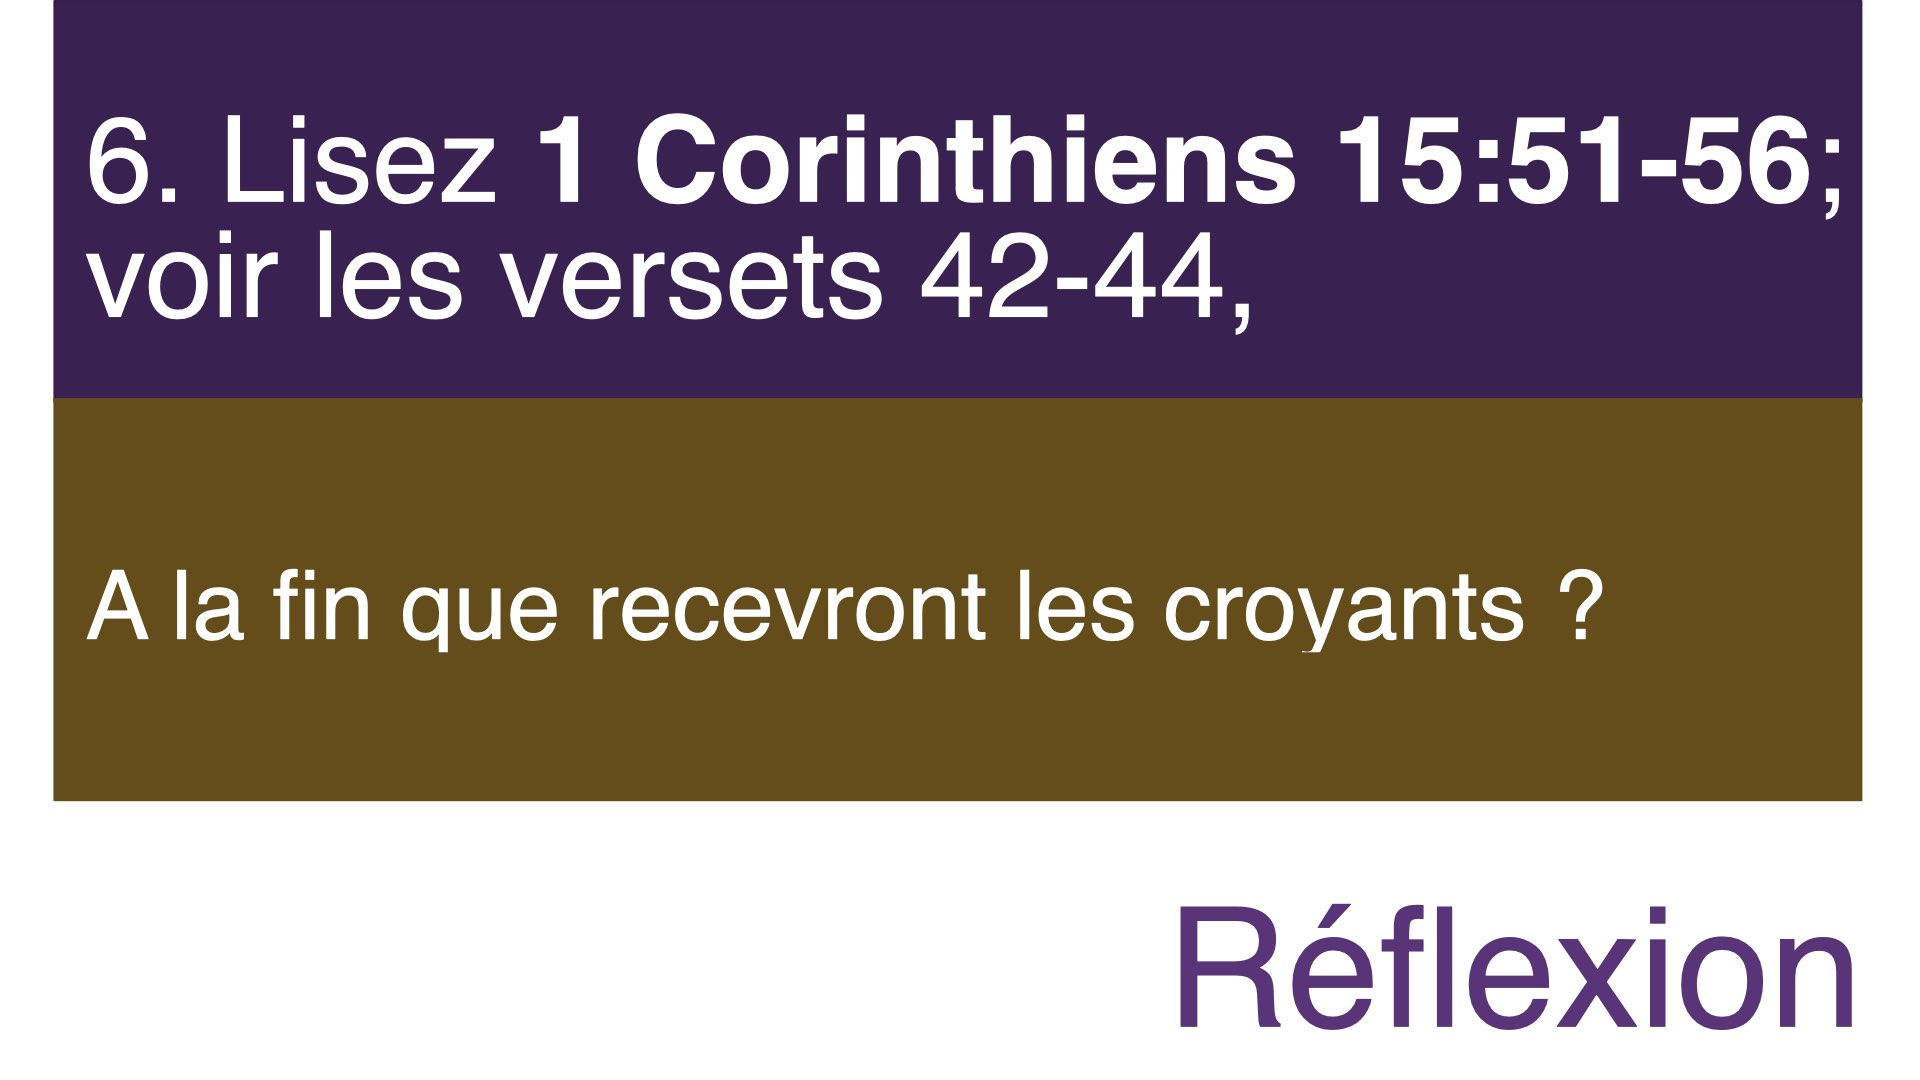 6. Lisez 1 Corinthiens 15:51-56;
voir les versets 42-44,
A la fin que recevront les croyants ?
Réflexion